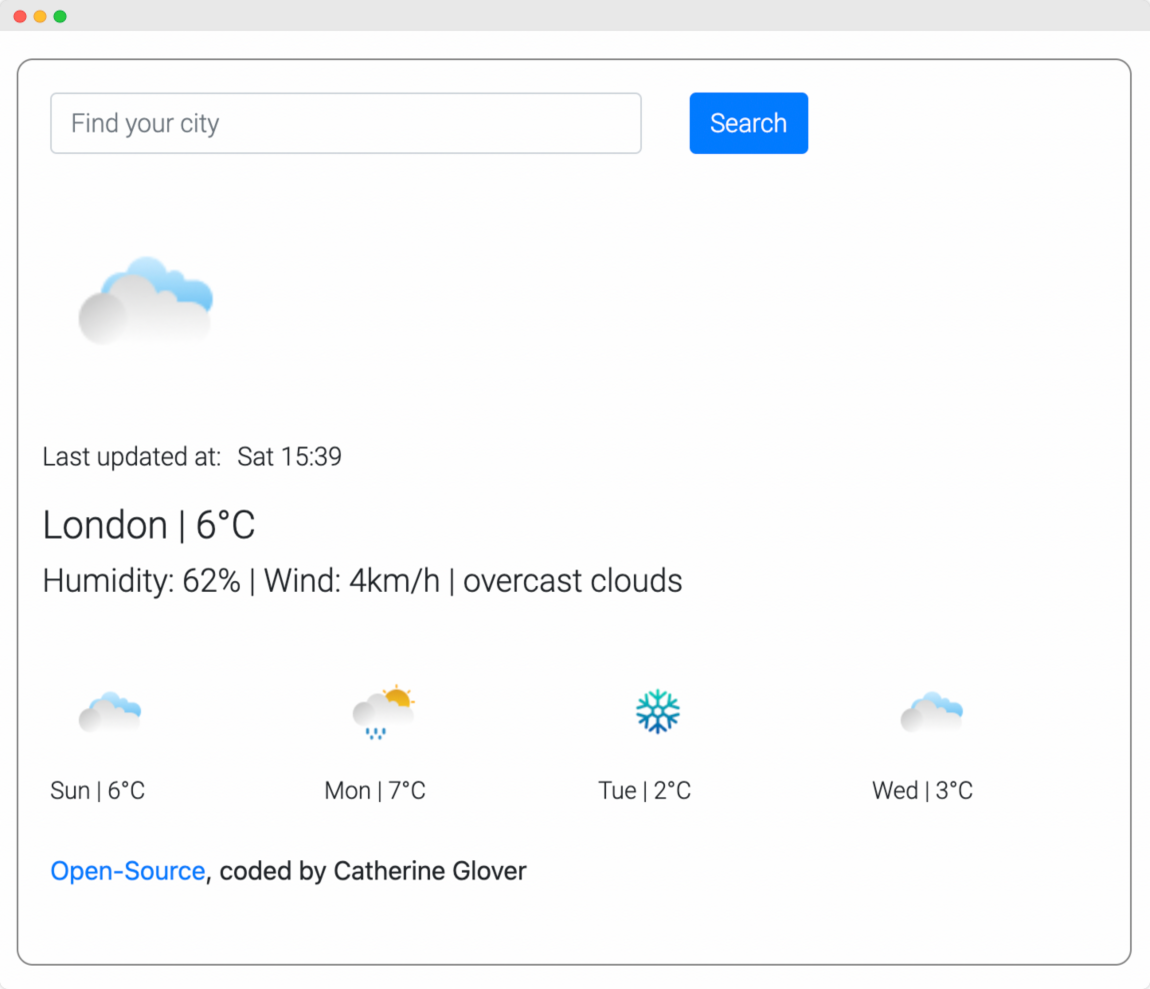 Find your city
Search
Last updated at: Sat 15:39
London | 6°C
Humidity: 62% | Wind: 4km/h | overcast clouds
Sun | 6°C
Mon | 7°C
Tue | 2°C
Wed | 3°C
Open-Source, coded by Catherine Glover